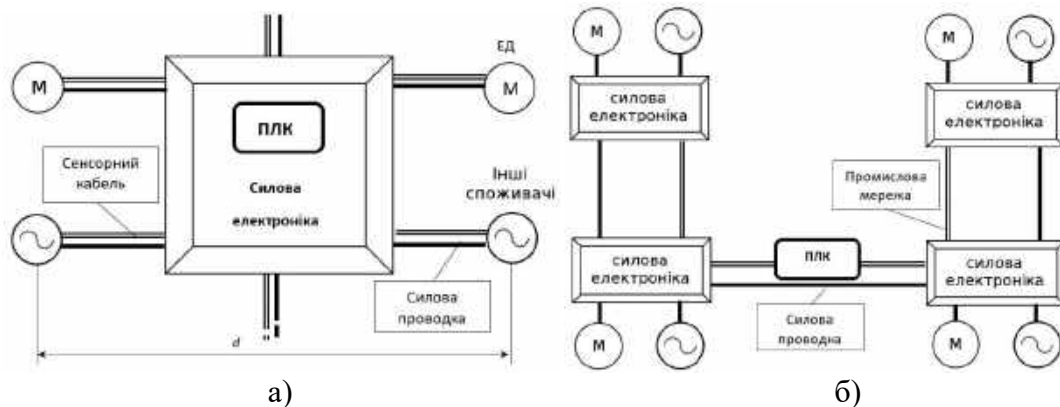 М
ЕД
М
ПЛК
Сенсорний
кабель
Силова
електроніка
Інші
споживачі
Силова
проводка
d
а)
М
М
силова
електроніка
силова
електроніка
Промислова
мережа
силова
електроніка
ПЛК
силова
електроніка
Силова
проводка
М
М
б)